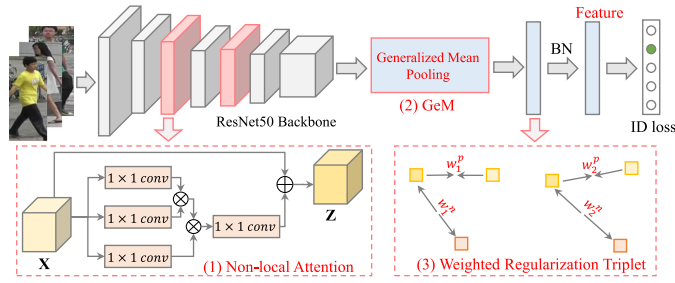 Feature
BN
Generalized Mean
Pooling
(2) GeM
ResNet50 Backbone
ID loss
1 × 1 conv
1 × 1 conv
1 × 1 conv
1 × 1 conv
X
Z
(1) Non-local Attention
w₁ᵖ
w₂ᵖ
w₁ⁿ
w₂ⁿ
(3) Weighted Regularization Triplet